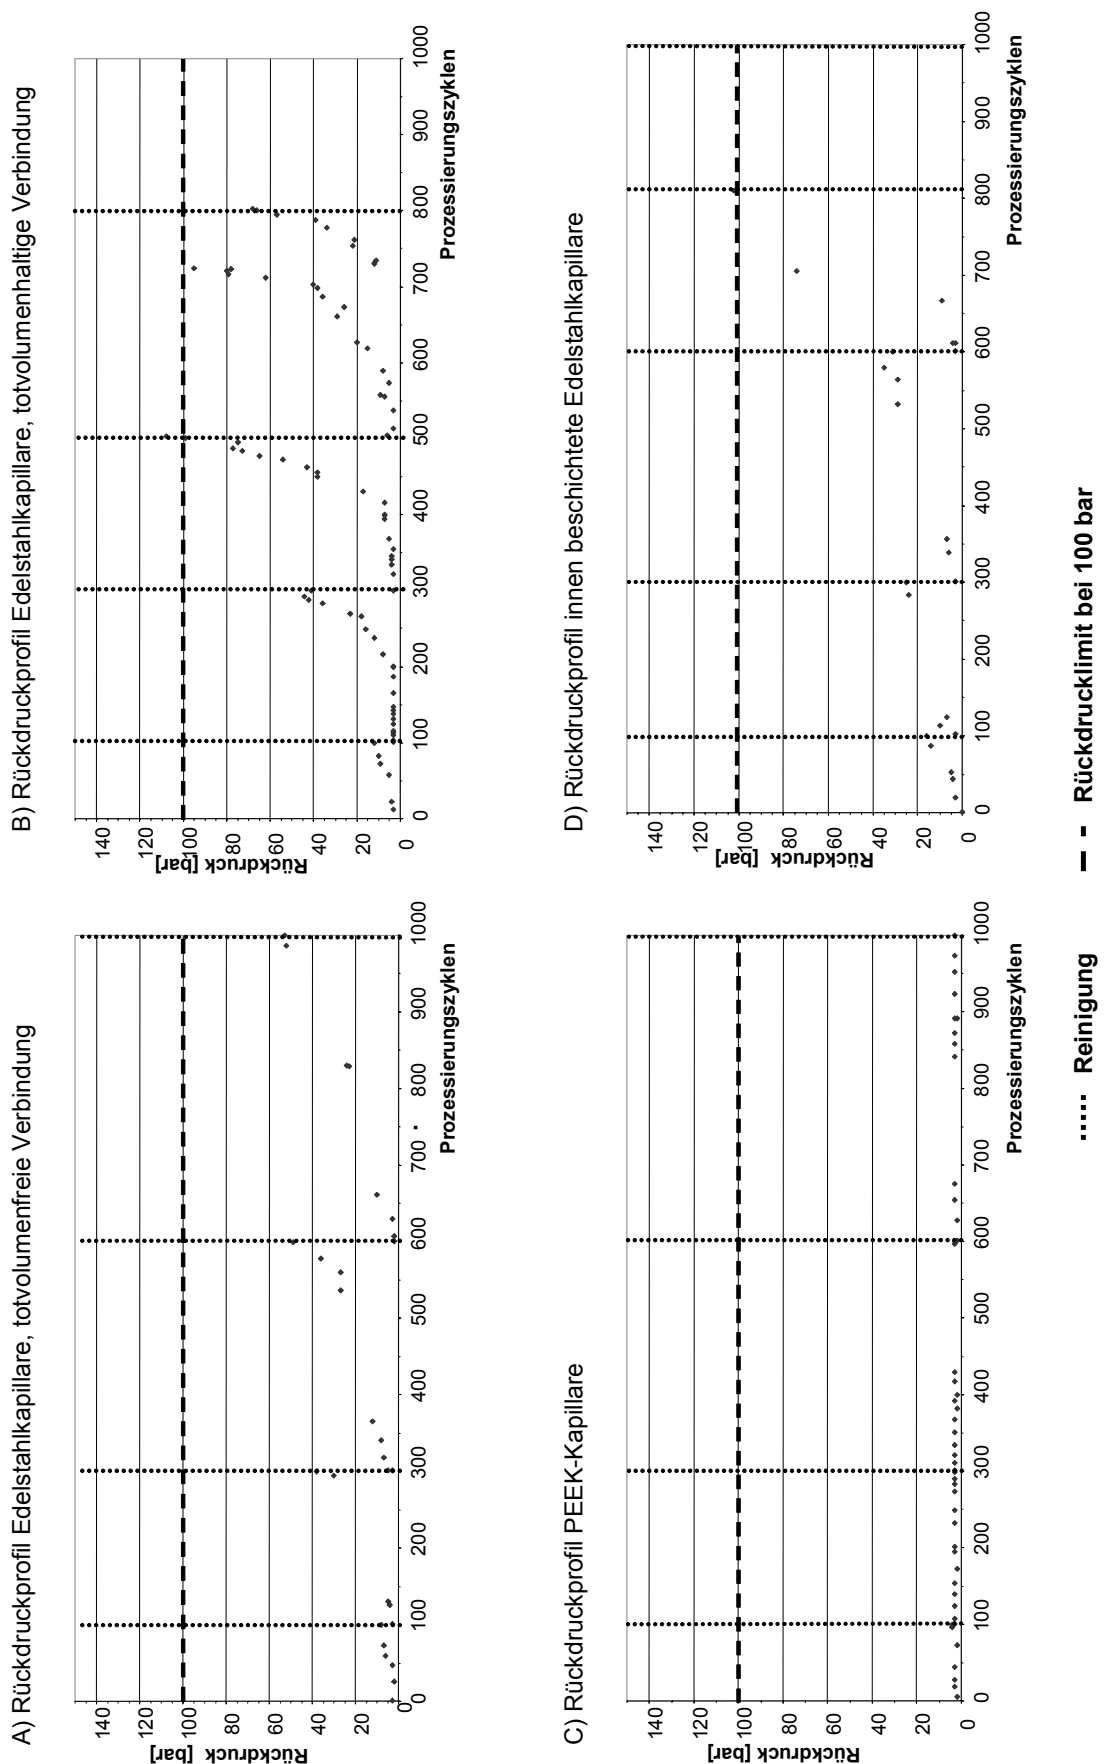 A) Rückdruckprofil Edelstahlkapillare, totvolumenfreie Verbindung
Rückdruck [bar]
140
120
100
80
60
40
20
0
0 100 200 300 400 500 600 700 800 900 1000
Prozessierungszyklen
B) Rückdruckprofil Edelstahlkapillare, totvolumenhaltige Verbindung
Rückdruck [bar]
140
120
100
80
60
40
20
0
0 100 200 300 400 500 600 700 800 900 1000
Prozessierungszyklen
C) Rückdruckprofil PEEK-Kapillare
Rückdruck [bar]
140
120
100
80
60
40
20
0
0 100 200 300 400 500 600 700 800 900 1000
Prozessierungszyklen
D) Rückdruckprofil innen beschichtete Edelstahlkapillare
Rückdruck [bar]
140
120
100
80
60
40
20
0
0 100 200 300 400 500 600 700 800 900 1000
Prozessierungszyklen
Reinigung
Rückdrucklimit bei 100 bar